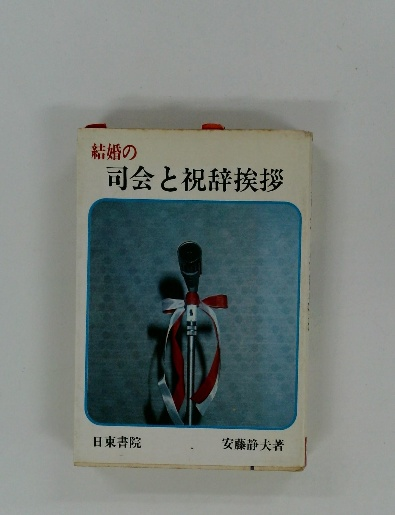 結婚の
司会と祝辞挨拶
日東書院 安藤静夫著